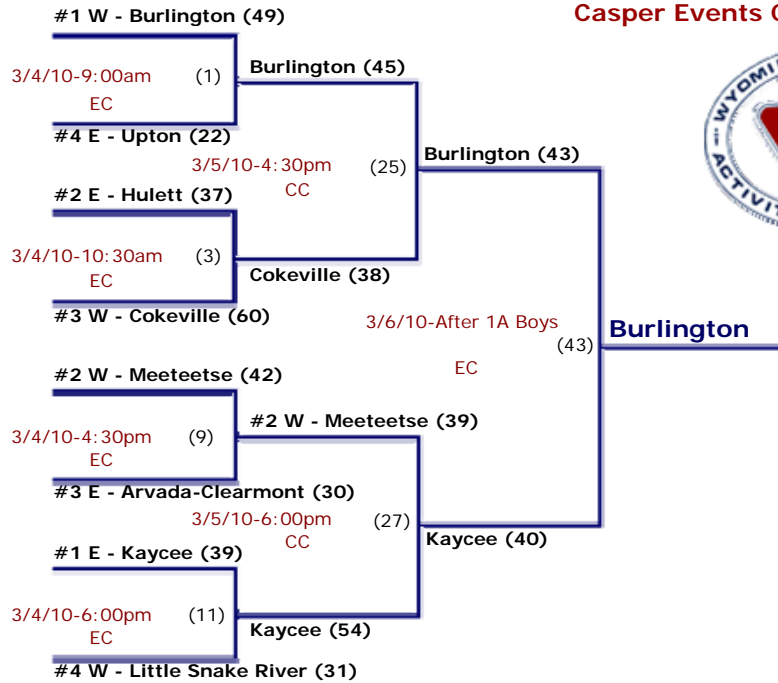 #1 W - Burlington (49)
Casper Events
3/4/10-9:00am (1) Burlington (45)
EC
#4 E - Upton (22)
3/5/10-4:30pm (25) Burlington (43)
CC
#2 E - Hulett (37)
3/4/10-10:30am (3)
EC
Cokeville (38)
#3 W - Cokeville (60)
3/6/10-After 1A Boys
(43) Burlington
EC
#2 W - Meeteetse (42)
#2 W - Meeteetse (39)
3/4/10-4:30pm (9)
EC
#3 E - Arvada-Clearmont (30)
3/5/10-6:00pm (27)
CC
Kaycee (40)
#1 E - Kaycee (39)
3/4/10-6:00pm (11)
EC
Kaycee (54)
#4 W - Little Snake River (31)